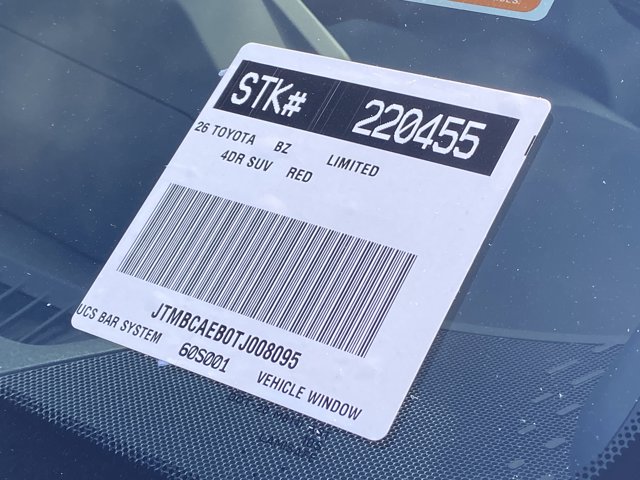 STK# 220455
26 TOYOTA BZ LIMITED
4DR SUV RED
JTMBCAEB0TJ008095
UCS BAR SYSTEM 60S001 VEHICLE WINDOW